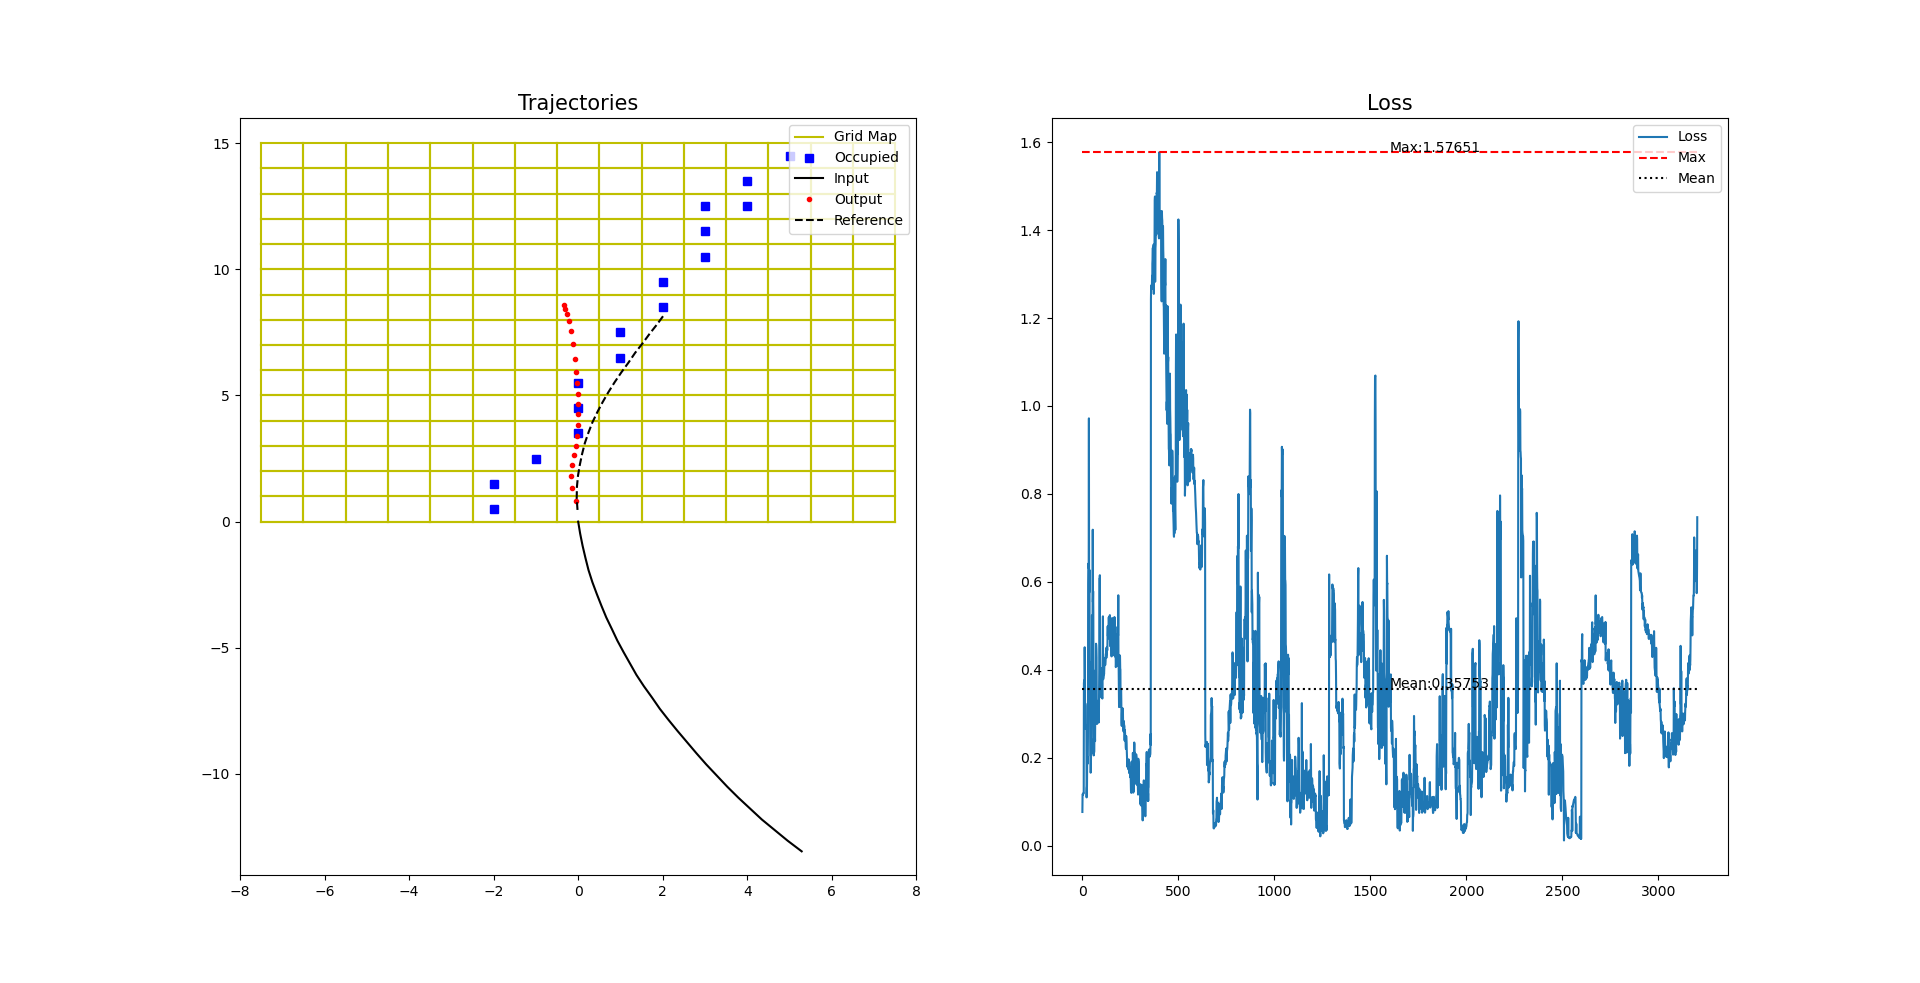 Trajectories
15
10
5
0
−5
−10
−8
−6
−4
−2
0
2
4
6
8
Grid Map
Occupied
Input
Output
Reference
Loss
1.6
1.4
1.2
1.0
0.8
0.6
0.4
0.2
0.0
0
500
1000
1500
2000
2500
3000
Max:1.57651
Mean:0.35753
Loss
Max
Mean